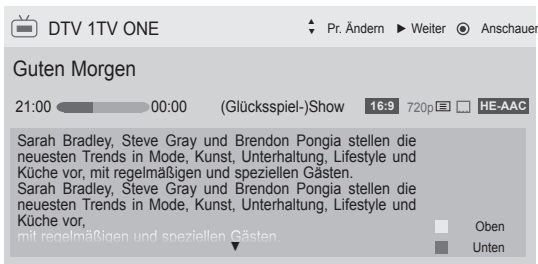 DTV 1TV ONE Pr. Ändern Weiter Anschauen
Guten Morgen
21:00 00:00 (Glücksspiel-)Show 16:9 720p HE-AAC
Sarah Bradley, Steve Gray und Brendon Pongia stellen die
neuesten Trends in Mode, Kunst, Unterhaltung, Lifestyle und
Küche vor, mit regelmäßigen und speziellen Gästen.
Sarah Bradley, Steve Gray und Brendon Pongia stellen die
neuesten Trends in Mode, Kunst, Unterhaltung, Lifestyle und
Küche vor,
mit regelmäßigen und speziellen Gästen.
Oben
Unten